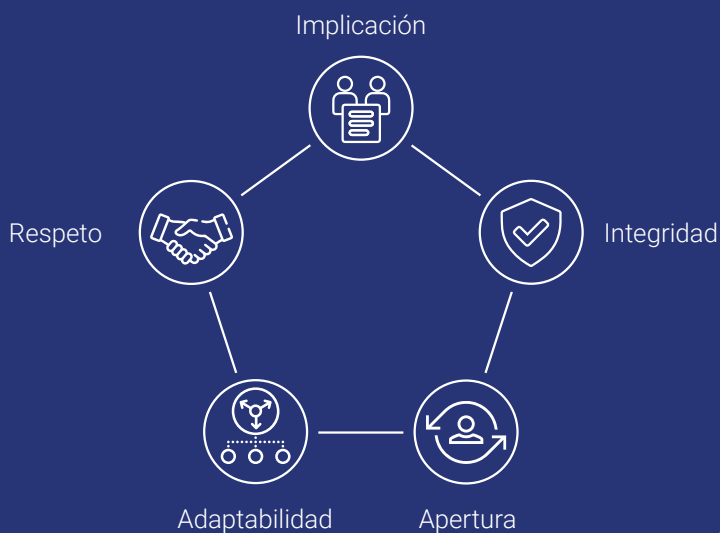 Implicación
Respeto
Integridad
Adaptabilidad
Apertura